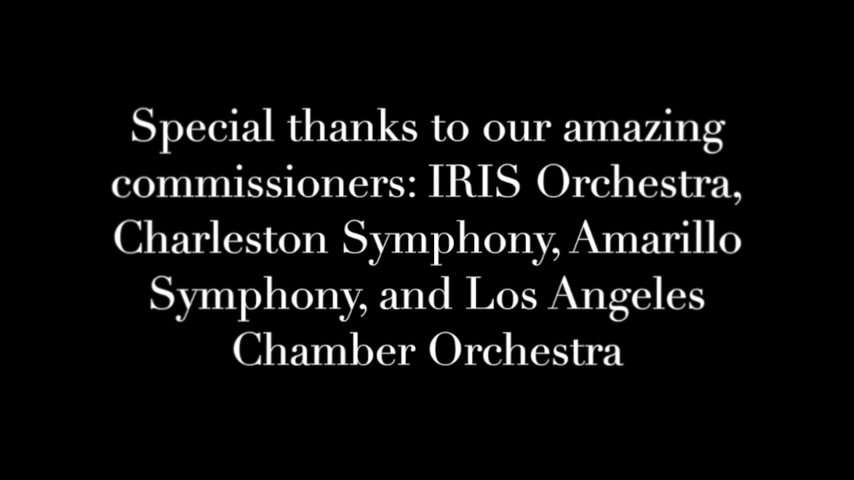 Special thanks to our amazing
commissioners: IRIS Orchestra,
Charleston Symphony, Amarillo
Symphony, and Los Angeles
Chamber Orchestra